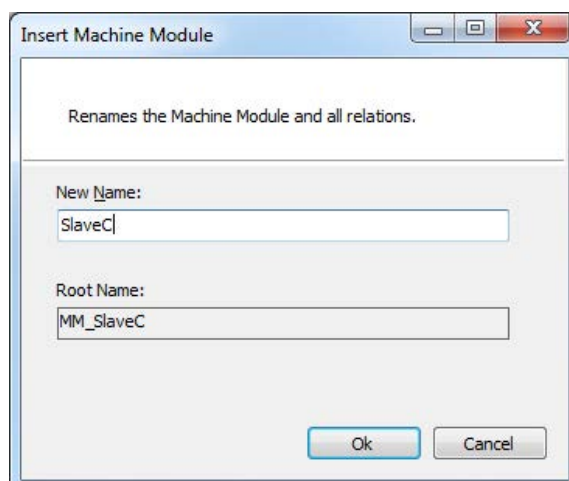 Insert Machine Module
Renames the Machine Module and all relations.
New Name:
SlaveC
Root Name:
MM_SlaveC
Ok
Cancel